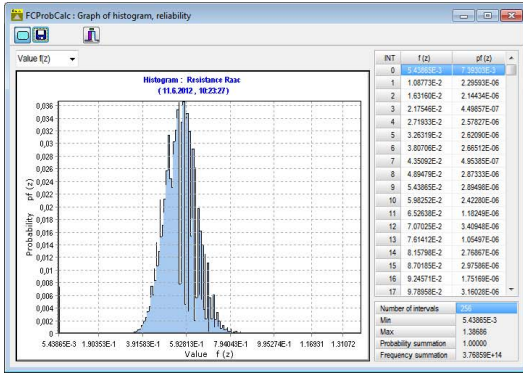 FCProbCalc : Graph of histogram, reliability
Value f(z)
Histogram : Resistance Raac
( 11.6.2012 , 10:23:27)
Probability pf (z)
0,036
0,034
0,032
0,03
0,028
0,026
0,024
0,022
0,02
0,018
0,016
0,014
0,012
0,01
0,008
0,006
0,004
0,002
0
5.43865E-3 1.90353E-1 3.91583E-1 5.92813E-1 7.94043E-1 9.95274E-1 1.16931 1.31072
Value f (z)
INT f (z) pf (z)
0 5.43865E-3 7.39303E-3
1 1.08773E-2 2.29593E-06
2 1.63160E-2 2.14434E-06
3 2.17546E-2 4.49857E-07
4 2.71933E-2 2.57827E-06
5 3.26319E-2 2.62090E-06
6 3.80706E-2 2.66512E-06
7 4.35092E-2 4.95385E-07
8 4.89479E-2 2.87333E-06
9 5.43865E-2 2.89498E-06
10 5.98252E-2 2.42280E-06
11 6.52638E-2 1.18249E-06
12 7.07025E-2 3.40948E-06
13 7.61412E-2 1.05497E-06
14 8.15798E-2 2.76867E-06
15 8.70185E-2 2.97586E-06
16 9.24571E-2 1.75169E-06
17 9.78958E-2 3.16028E-06
Number of intervals 256
Min 5.43865E-3
Max 1.38686
Probability summation 1.00000
Frequency summation 3.76859E+14